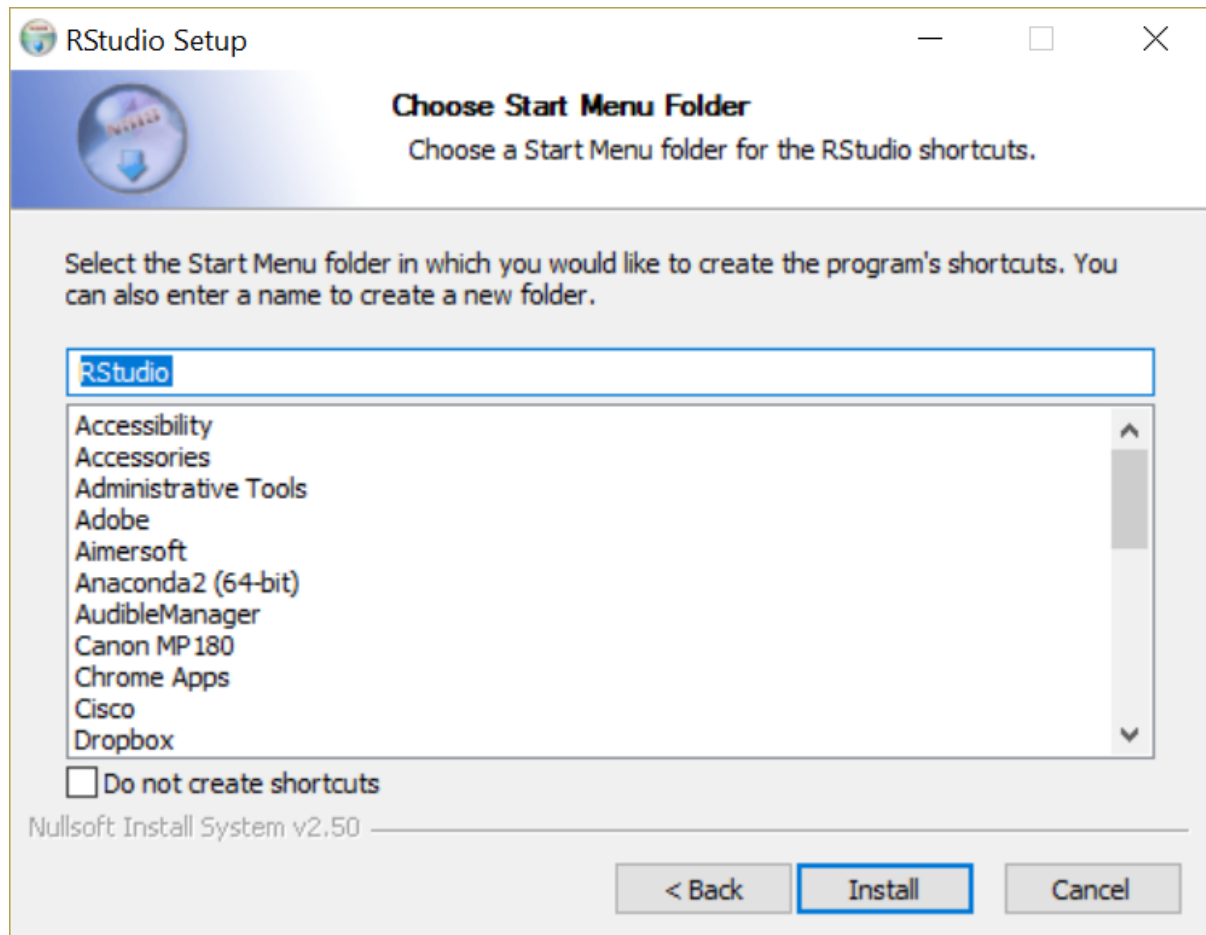 RStudio Setup
Choose Start Menu Folder
Choose a Start Menu folder for the RStudio shortcuts.
Select the Start Menu folder in which you would like to create the program's shortcuts. You
can also enter a name to create a new folder.
RStudio
Accessibility
Accessories
Administrative Tools
Adobe
Aimersoft
Anaconda2 (64-bit)
AudibleManager
Canon MP180
Chrome Apps
Cisco
Dropbox
Do not create shortcuts
Nullsoft Install System v2.50
< Back
Install
Cancel